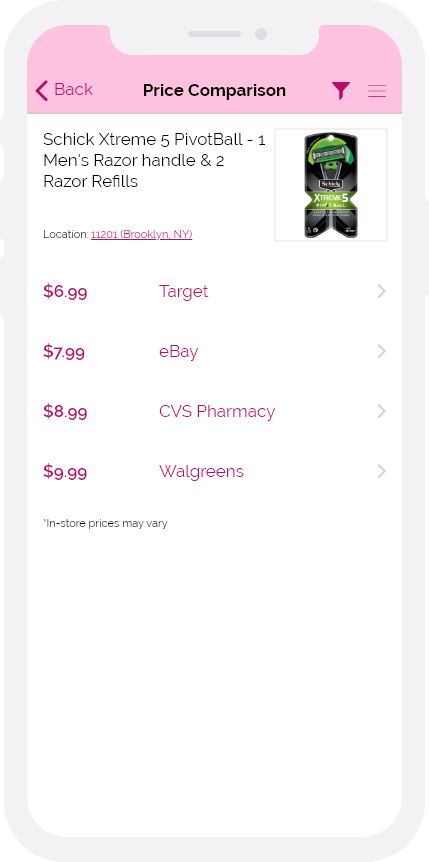 Back
Price Comparison
Schick Xtreme 5 PivotBall - 1
Men's Razor handle & 2
Razor Refills
Schick
XTREME5
PIVOTBALL
Location: 11201 (Brooklyn, NY)
$6.99 Target
$7.99 eBay
$8.99 CVS Pharmacy
$9.99 Walgreens
*In-store prices may vary